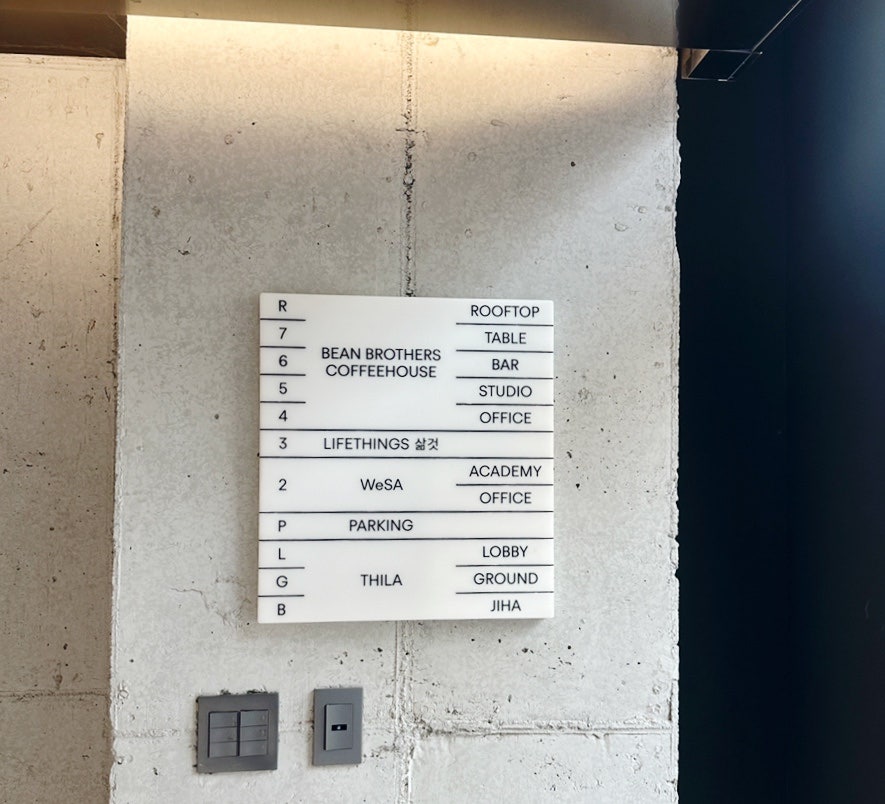 R ROOFTOP
7 TABLE
BEAN BROTHERS
6 BAR
COFFEEHOUSE
5 STUDIO
4 OFFICE
3 LIFETHINGS 삶것
ACADEMY
2 WeSA
OFFICE
P PARKING
L LOBBY
G THILA GROUND
B JIHA